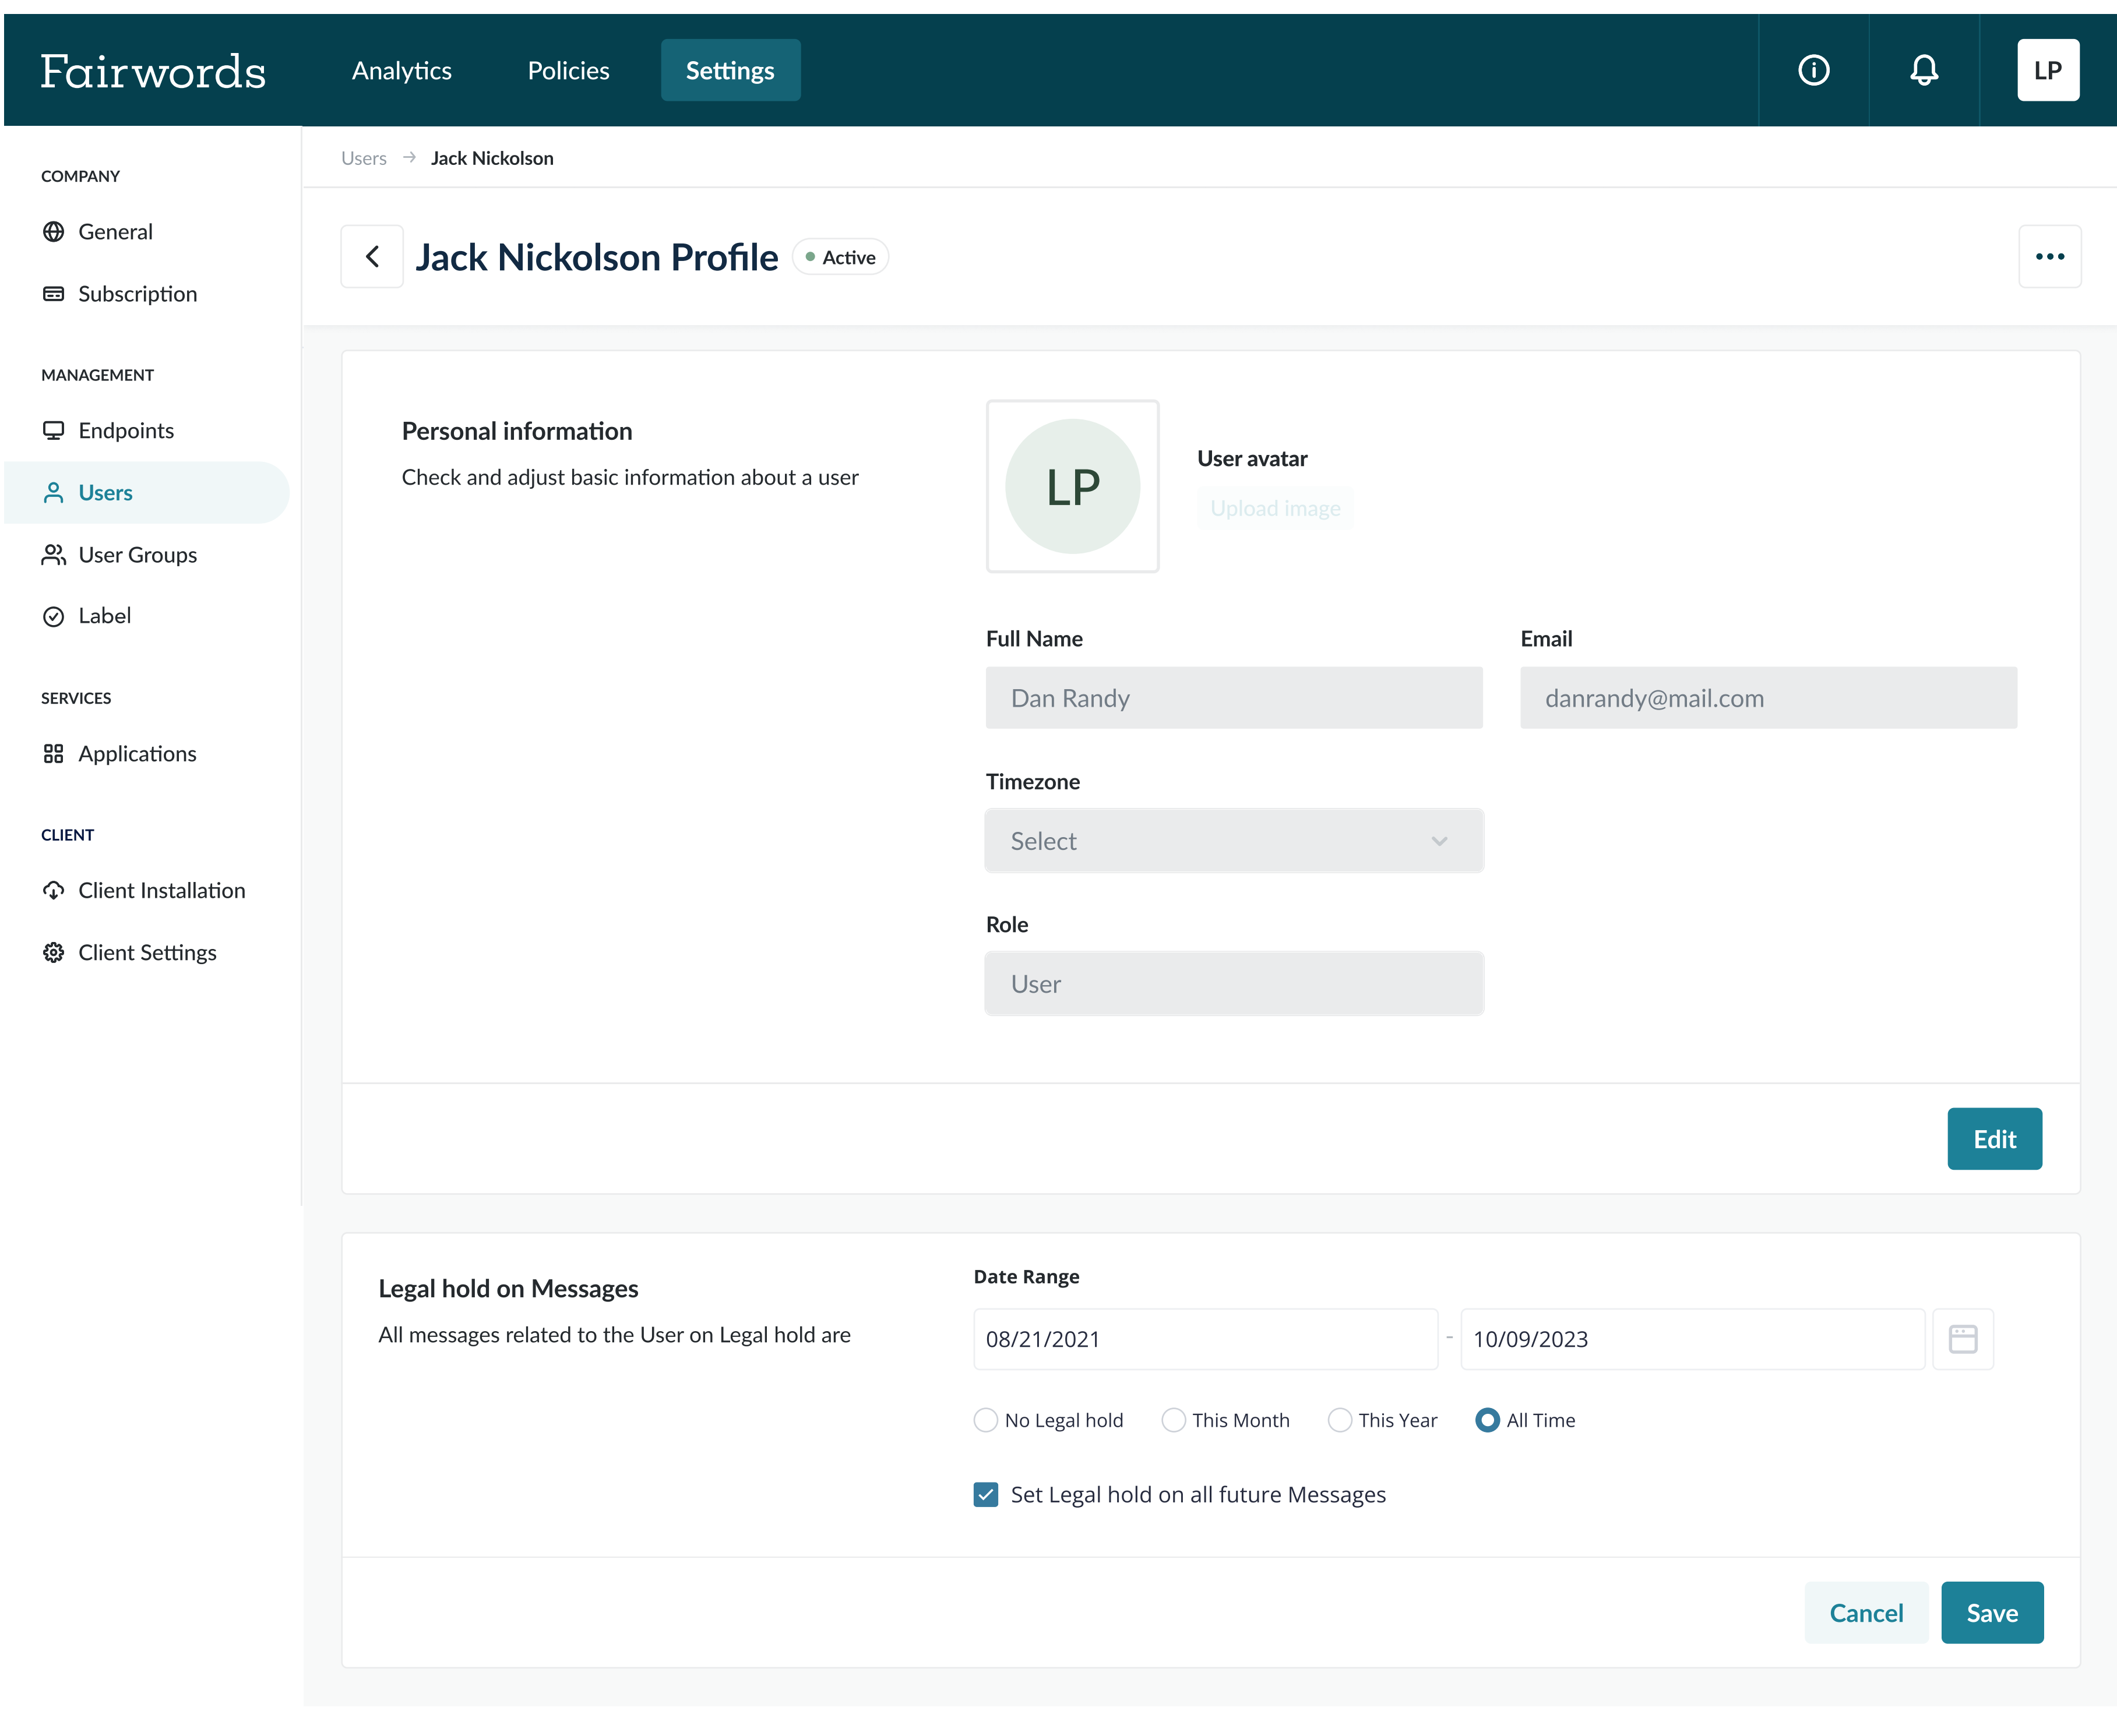 Fairwords
Analytics
Policies
Settings
LP
COMPANY
General
Subscription
MANAGEMENT
Endpoints
Users
User Groups
Label
SERVICES
Applications
CLIENT
Client Installation
Client Settings
Users → Jack Nickolson
Jack Nickolson Profile
Active
Personal information
Check and adjust basic information about a user
LP
User avatar
Upload image
Full Name
Dan Randy
Email
danrandy@mail.com
Timezone
Select
Role
User
Edit
Legal hold on Messages
All messages related to the User on Legal hold are
Date Range
08/21/2021 - 10/09/2023
No Legal hold
This Month
This Year
All Time
Set Legal hold on all future Messages
Cancel
Save